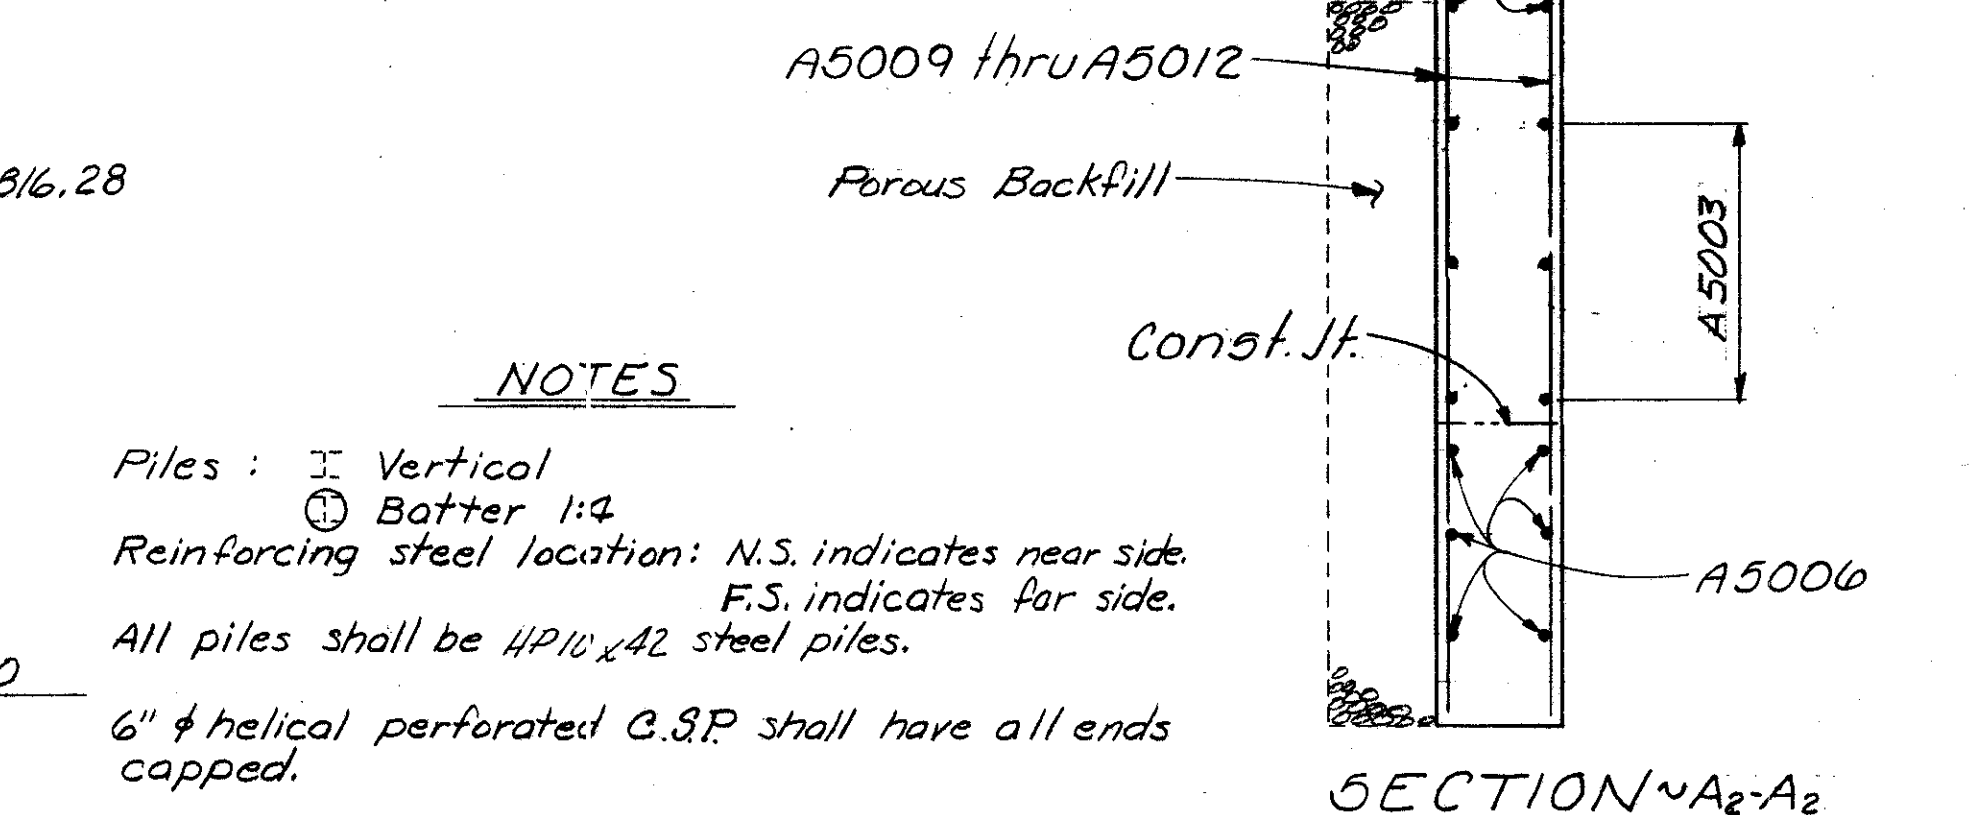 A5009 thru A5012
816.28
Porous Backfill
A5003
Const. Jt.
NOTES
Piles : Vertical
Batter 1:4
Reinforcing steel location: N.S. indicates near side.
F.S. indicates far side.
A5006
All piles shall be HP10x42 steel piles.
6" ϕ helical perforated C.S.P. shall have all ends
capped.
SECTION~A2-A2